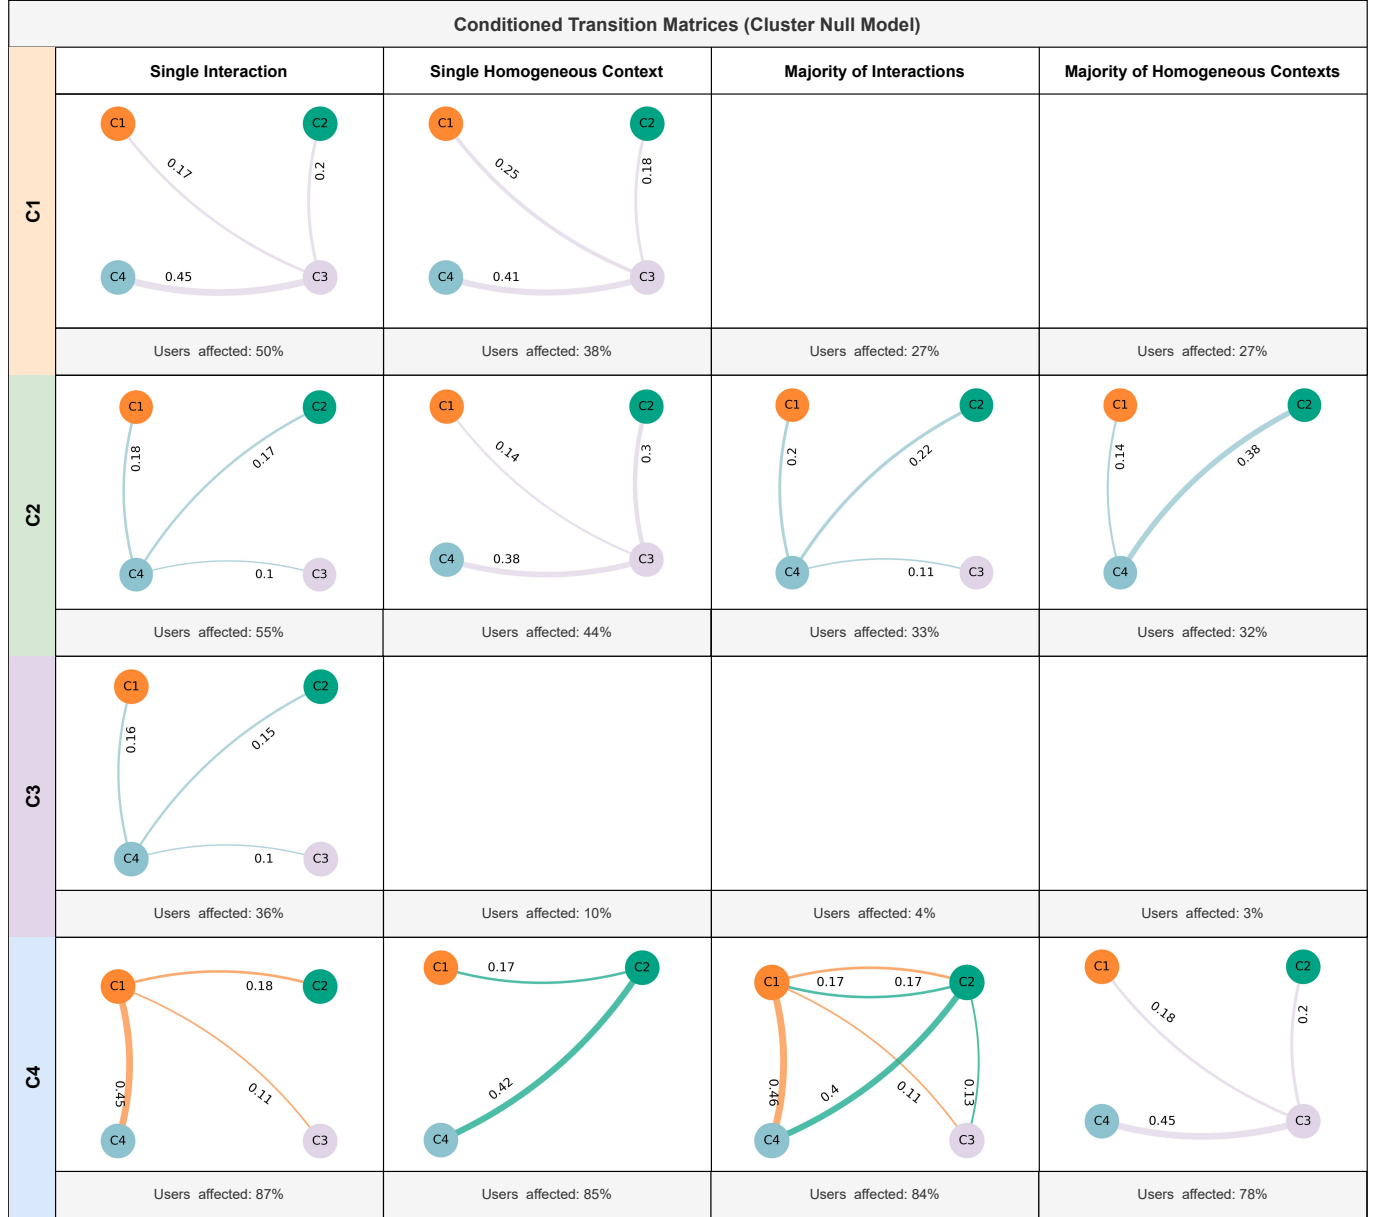 Conditioned Transition Matrices (Cluster Null Model)
Single Interaction
Single Homogeneous Context
Majority of Interactions
Majority of Homogeneous Contexts
C1
C1
C2
0.17
0.2
C4
0.45
C3
C1
C2
0.25
0.18
C4
0.41
C3
Users affected: 50%
Users affected: 38%
Users affected: 27%
Users affected: 27%
C2
C1
C2
0.18
0.17
C4
0.1
C3
C1
C2
0.14
0.3
C4
0.38
C3
C1
C2
0.2
0.22
C4
0.11
C3
C1
C2
0.14
0.38
C4
Users affected: 55%
Users affected: 44%
Users affected: 33%
Users affected: 32%
C3
C1
C2
0.16
0.15
C4
0.1
C3
Users affected: 36%
Users affected: 10%
Users affected: 4%
Users affected: 3%
C4
C1
0.18
C2
0.45
0.11
C4
C3
C1
0.17
C2
0.42
C4
C1
0.17
0.17
C2
0.46
0.4
0.11
0.13
C4
C3
C1
C2
0.18
0.2
C4
0.45
C3
Users affected: 87%
Users affected: 85%
Users affected: 84%
Users affected: 78%